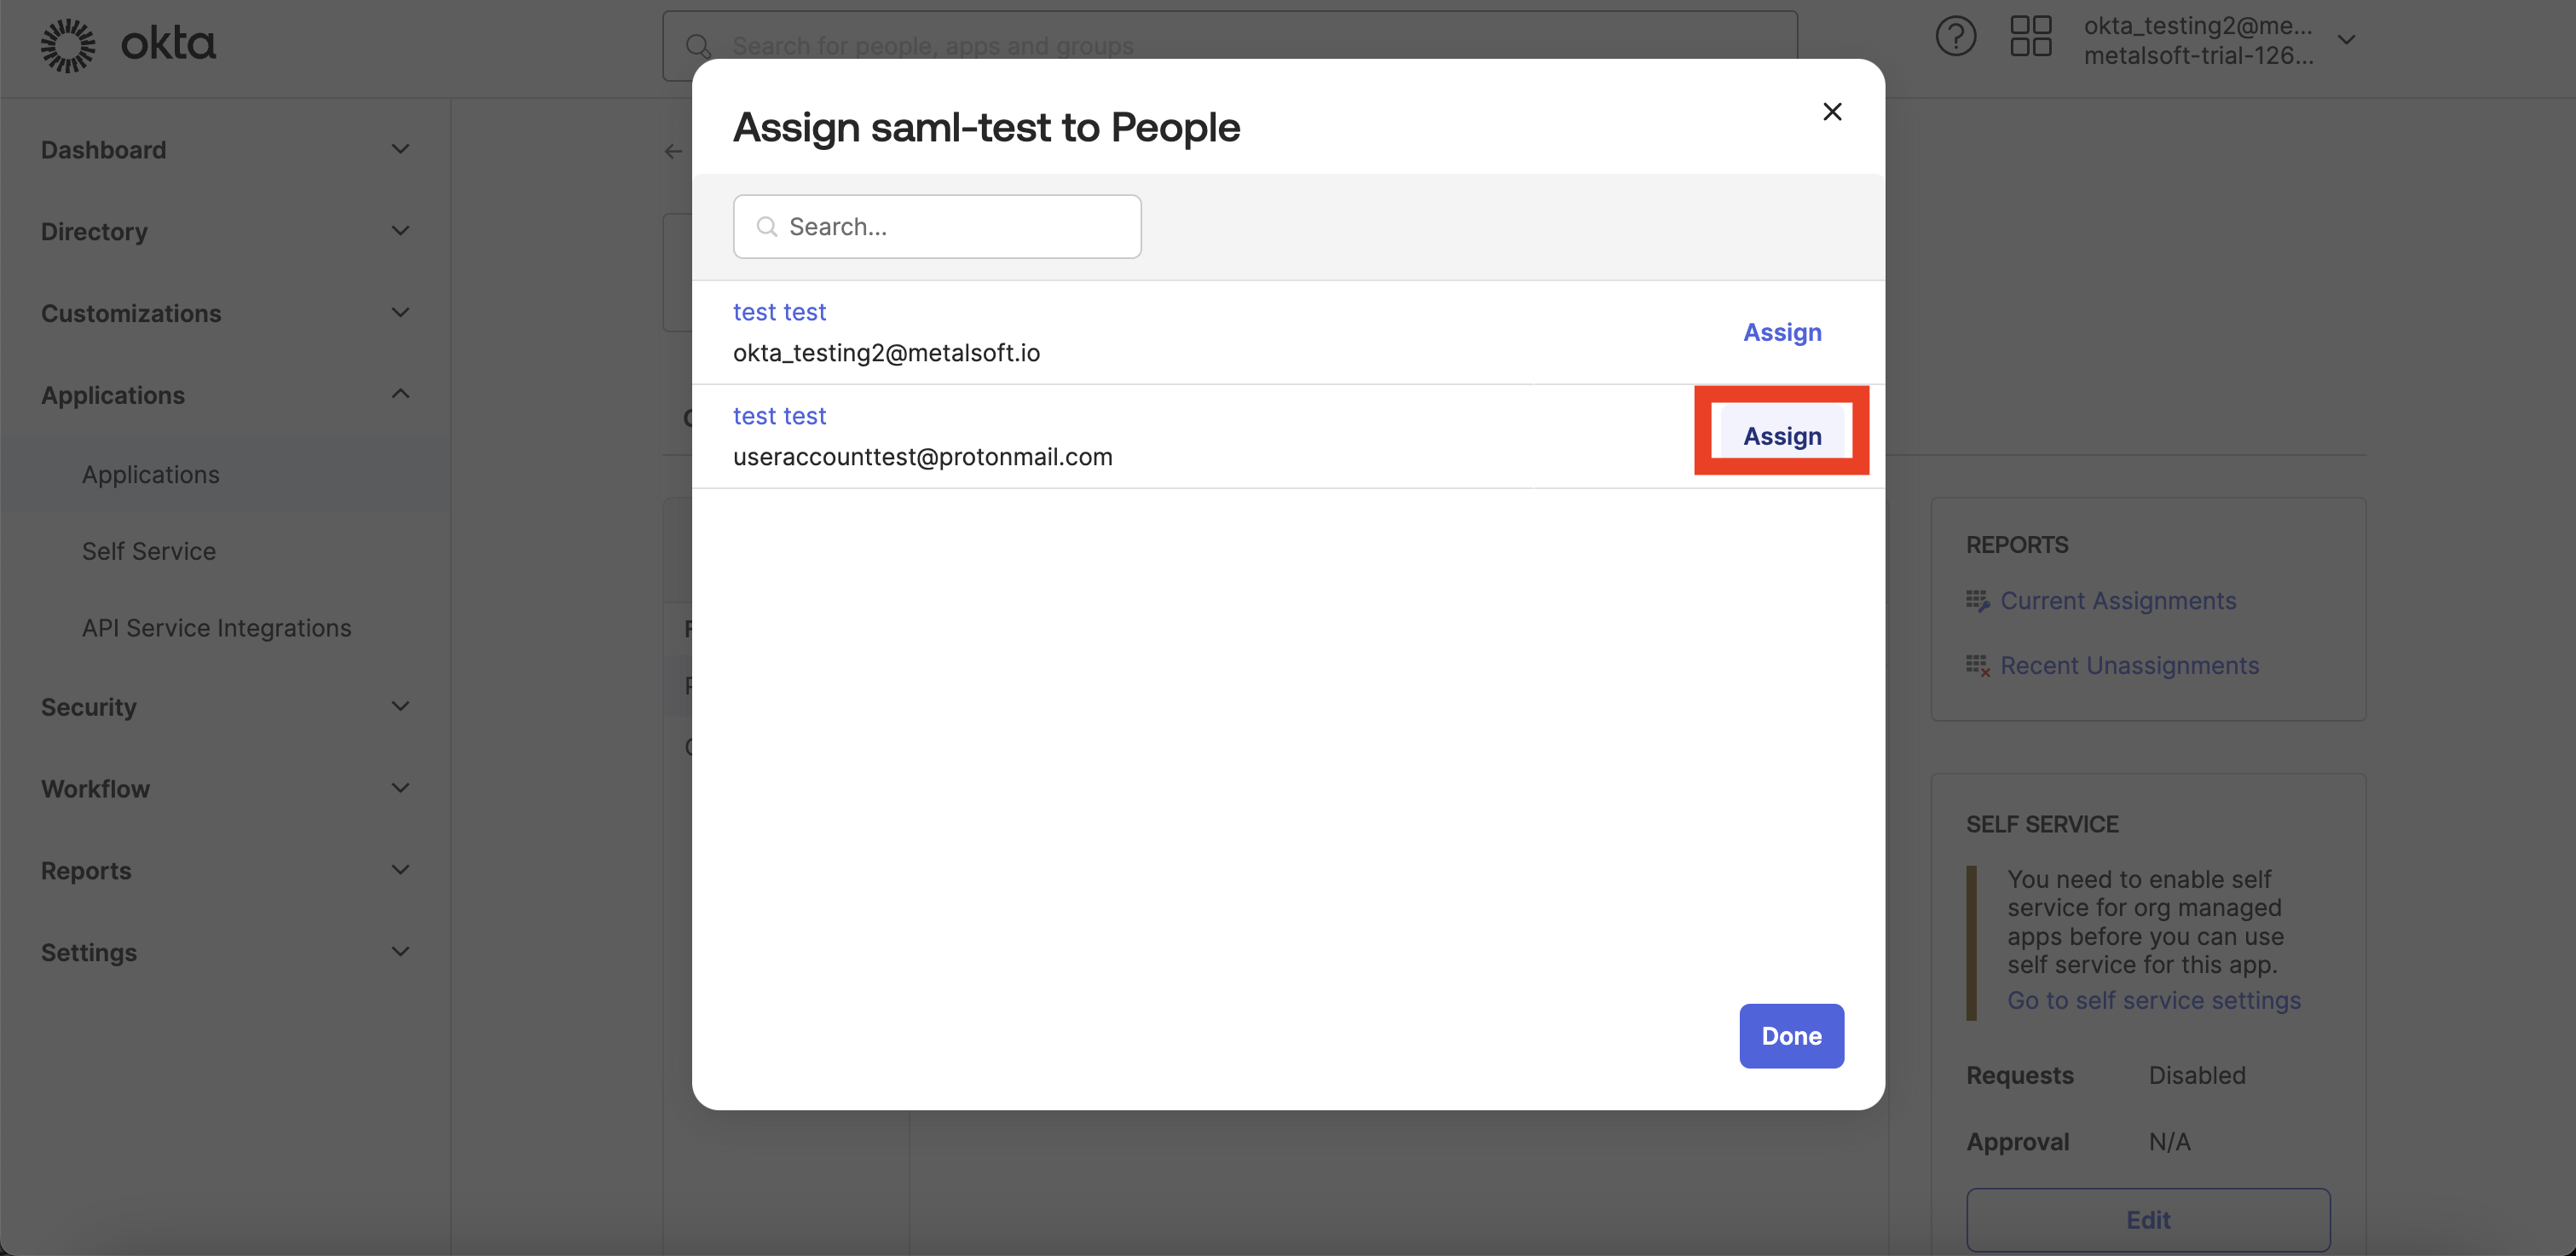 okta
Search for people, apps and groups
okta_testing2@me...
metalsoft-trial-126...
Dashboard
Directory
Customizations
Applications
Applications
Self Service
API Service Integrations
Security
Workflow
Reports
Settings
Assign saml-test to People
Search...
test test
okta_testing2@metalsoft.io
Assign
test test
useraccounttest@protonmail.com
Assign
Done
REPORTS
Current Assignments
Recent Unassignments
SELF SERVICE
You need to enable self
service for org managed
apps before you can use
self service for this app.
Go to self service settings
Requests Disabled
Approval N/A
Edit